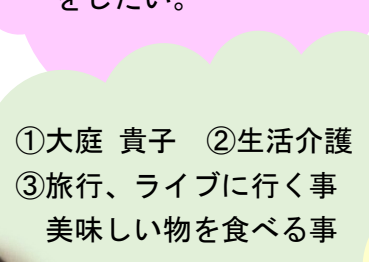 をしたい。
①大庭 貴子　②生活介護
③旅行、ライブに行く事
美味しい物を食べる事